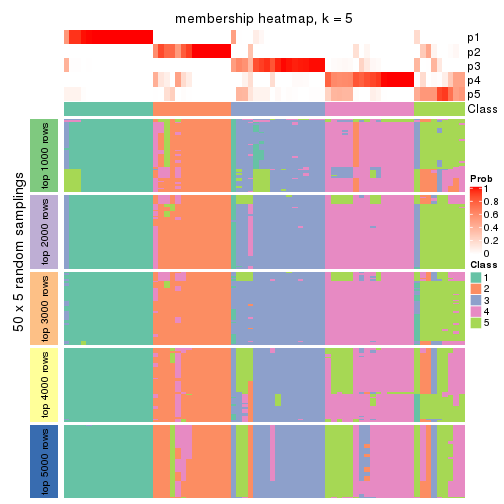 membership heatmap, k = 5
p1
p2
p3
p4
p5
Class
50 x 5 random samplings
top 1000 rows
top 2000 rows
top 3000 rows
top 4000 rows
top 5000 rows
Prob
1
0.8
0.6
0.4
0.2
0
Class
1
2
3
4
5